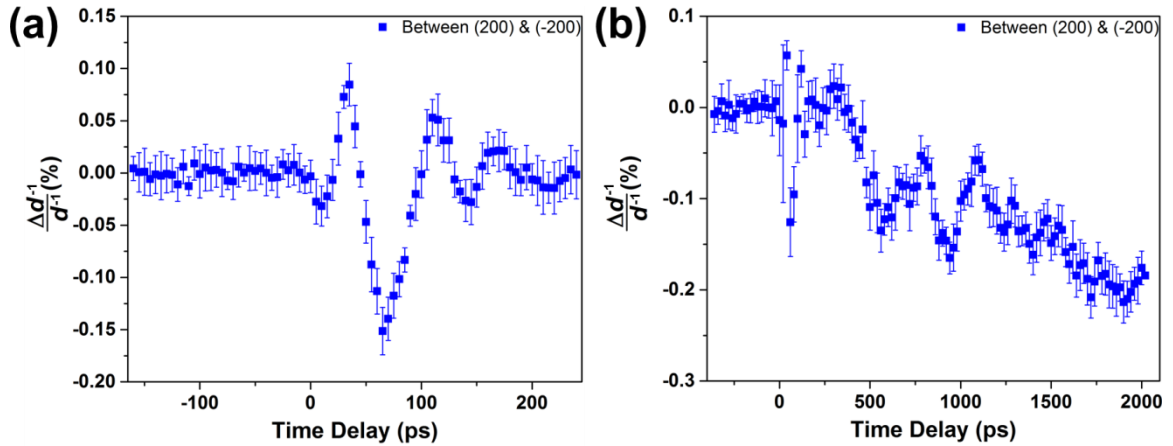 (a)
Between (200) & (-200)
0.15
0.10
0.05
0.00
-0.05
-0.10
-0.15
-0.20
Δd⁻¹
d⁻¹ (%)
-100
0
100
200
Time Delay (ps)
(b)
Between (200) & (-200)
0.1
0.0
-0.1
-0.2
-0.3
Δd⁻¹
d⁻¹ (%)
0
500
1000
1500
2000
Time Delay (ps)